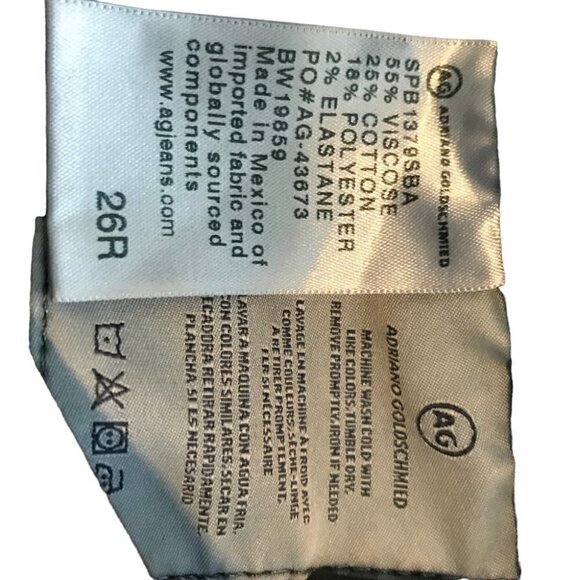 AG ADRIANO GOLDSCHMIED
SPB1379SBA
55% VISCOSE
25% COTTON
18% POLYESTER
2% ELASTANE
PO#AG-43673
BW19859
Made in Mexico of
imported fabric and
globally sourced
components
www.agjeans.com
26R
AG
ADRIANO GOLDSCHMIED
MACHINE WASH COLD WITH
LIKE COLORS. TUMBLE DRY.
REMOVE PROMPTLY. IRON IF NEEDED
LAVAGE EN MACHINE À FROID AVEC
COMME COULEURS. SÈCHE-LINGE
À RETIRER PROMPTEMENT.
FER SI NÉCESSAIRE
LAVAR A MAQUINA CON AGUA FRIA.
CON COLORES SIMILARES. SECAR EN
SECADORA RETIRAR RAPIDAMENTE.
PLANCHA SI ES NECESARIO